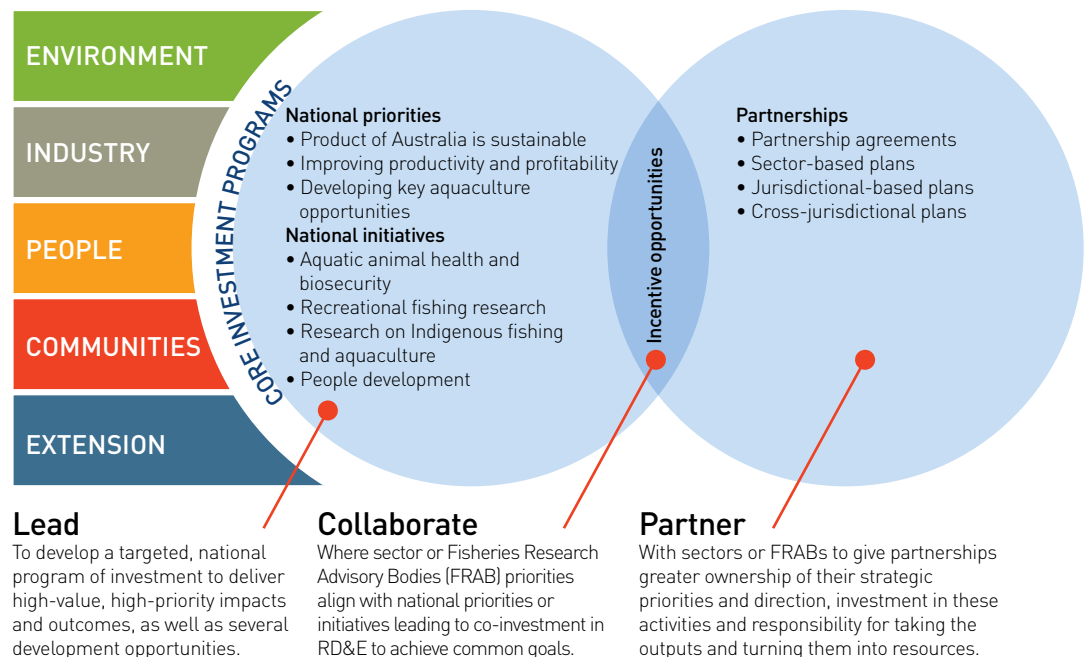 ENVIRONMENT
INDUSTRY
PEOPLE
COMMUNITIES
EXTENSION
CORE INVESTMENT PROGRAMS
National priorities
• Product of Australia is sustainable
• Improving productivity and profitability
• Developing key aquaculture
opportunities
National initiatives
• Aquatic animal health and
biosecurity
• Recreational fishing research
• Research on Indigenous fishing
and aquaculture
• People development
Incentive opportunities
Partnerships
• Partnership agreements
• Sector-based plans
• Jurisdictional-based plans
• Cross-jurisdictional plans
Lead
To develop a targeted, national
program of investment to deliver
high-value, high-priority impacts
and outcomes, as well as several
development opportunities.
Collaborate
Where sector or Fisheries Research
Advisory Bodies (FRAB) priorities
align with national priorities or
initiatives leading to co-investment in
RD&E to achieve common goals.
Partner
With sectors or FRABs to give partnerships
greater ownership of their strategic
priorities and direction, investment in these
activities and responsibility for taking the
outputs and turning them into resources.